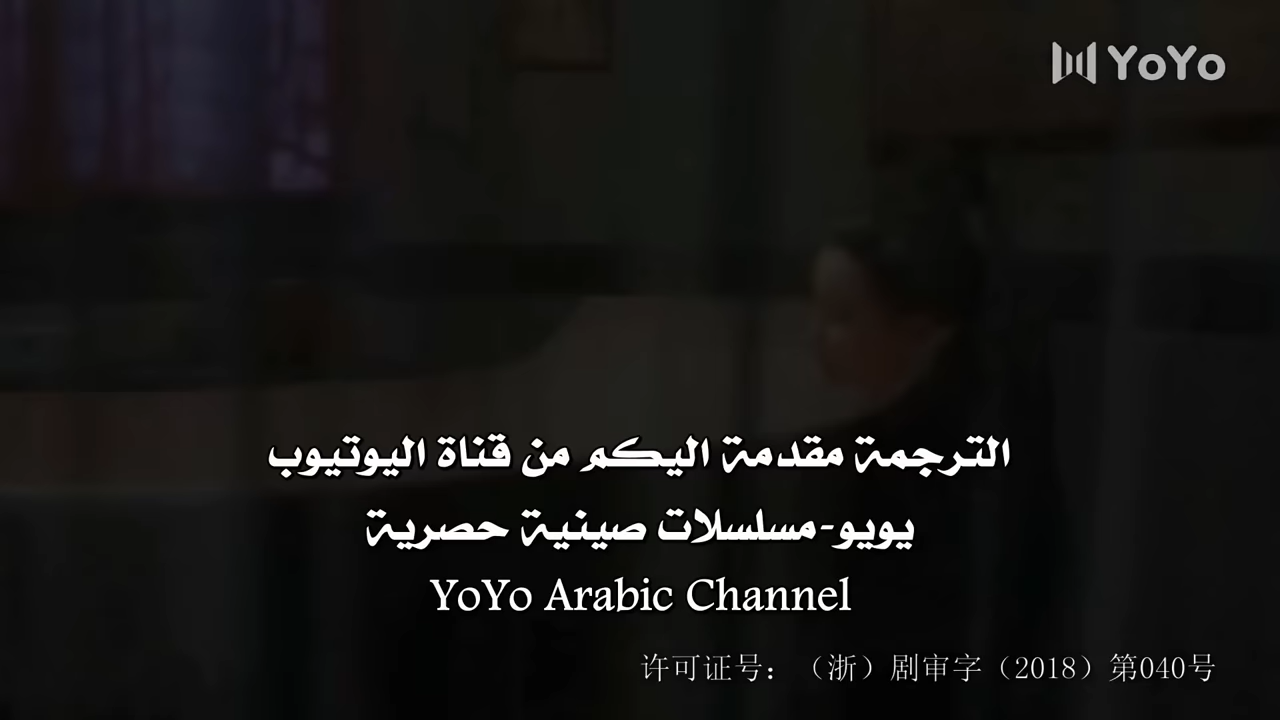 YoYo
الترجمة مقدمة اليكم من قناة اليوتيوب
يويو-مسلسلات صينية حصرية
YoYo Arabic Channel
许可证号：（浙）剧审字（2018）第040号